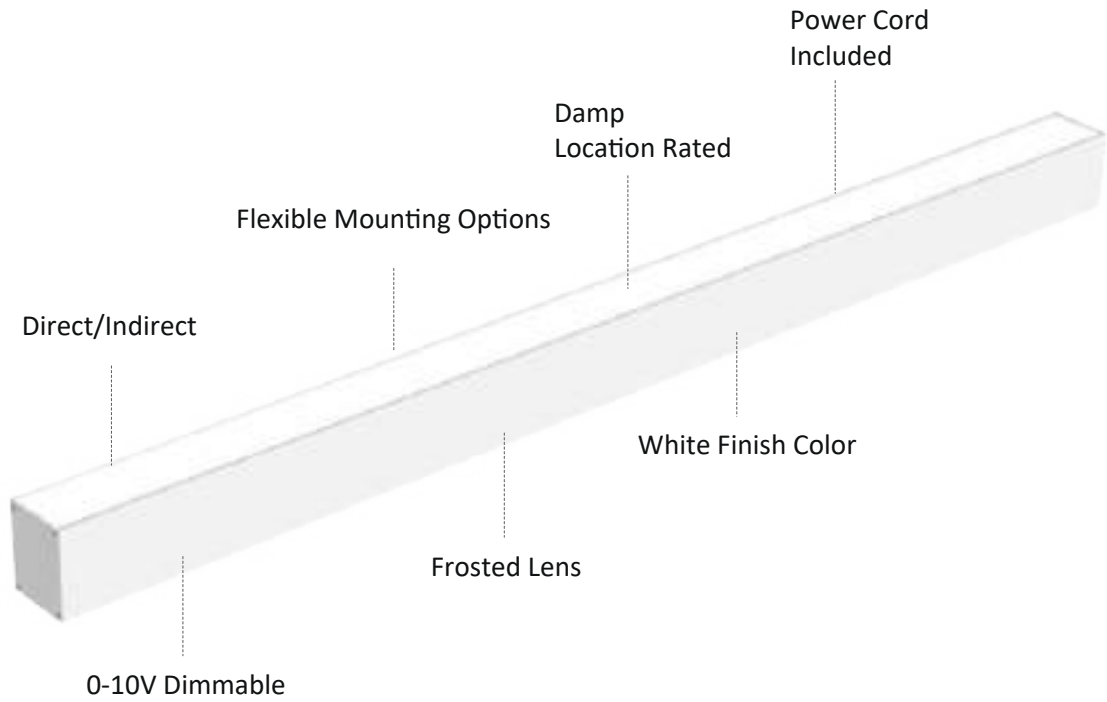 Power Cord
Included
Damp
Location Rated
Flexible Mounting Options
Direct/Indirect
White Finish Color
Frosted Lens
0-10V Dimmable